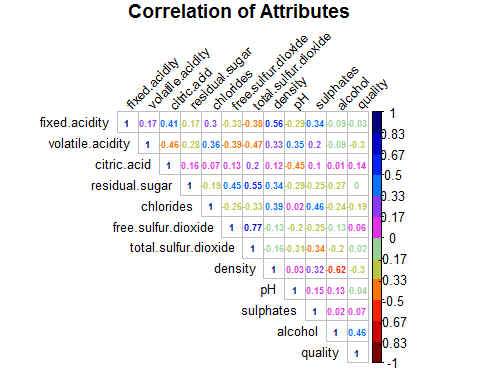 Correlation of Attributes
fixed.acidity
volatile.acidity
citric.acid
residual.sugar
chlorides
free.sulfur.dioxide
total.sulfur.dioxide
density
pH
sulphates
alcohol
quality
fixed.acidity 1 0.17 0.41 -0.17 0.3 -0.33 -0.38 0.56 -0.29 0.34 -0.09 -0.03
volatile.acidity 1 -0.46 -0.28 0.36 -0.39 -0.47 0.33 0.35 0.2 -0.09 -0.3
citric.acid 1 0.16 0.07 0.13 0.2 0.12 -0.45 0.1 0.01 0.14
residual.sugar 1 -0.19 0.45 0.55 0.34 -0.29 -0.25 -0.27 0
chlorides 1 -0.26 -0.33 0.39 0.02 0.46 -0.24 -0.19
free.sulfur.dioxide 1 0.77 -0.13 -0.2 -0.25 -0.13 0.06
total.sulfur.dioxide 1 -0.16 -0.31 -0.34 -0.2 -0.02
density 1 0.03 0.32 -0.62 -0.3
pH 1 0.15 0.13 -0.04
sulphates 1 0.02 0.07
alcohol 1 0.46
quality 1
1
0.83
0.67
0.5
0.33
0.17
0
-0.17
-0.33
-0.5
-0.67
-0.83
-1